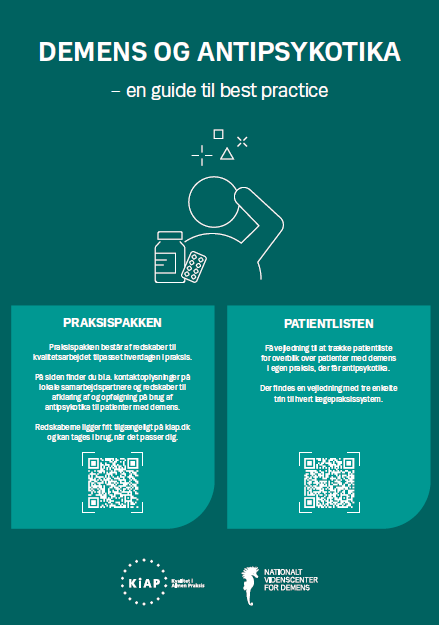 DEMENS OG ANTIPSYKOTIKA
– en guide til best practice
PRAKSISPAKKEN
Praksispakken består af redskaber til
kvalitetsarbejdet tilpasset hverdagen i praksis.
På siden finder du bl.a. kontaktoplysninger på
lokale samarbejdspartnere og redskaber til
afklaring af og opfølgning på brug af
antipsykotika til patienter med demens.
Redskaberne ligger frit tilgængeligt på kiap.dk
og kan tages i brug, når det passer dig.
PATIENTLISTEN
Få vejledning til at trække patientliste
for overblik over patienter med demens
i egen praksis, der får antipsykotika.
Der findes en vejledning med tre enkelte
trin til hvert lægepraksissystem.
KiAP
Kvalitet i
Almen Praksis
NATIONALT
VIDENSCENTER
FOR DEMENS